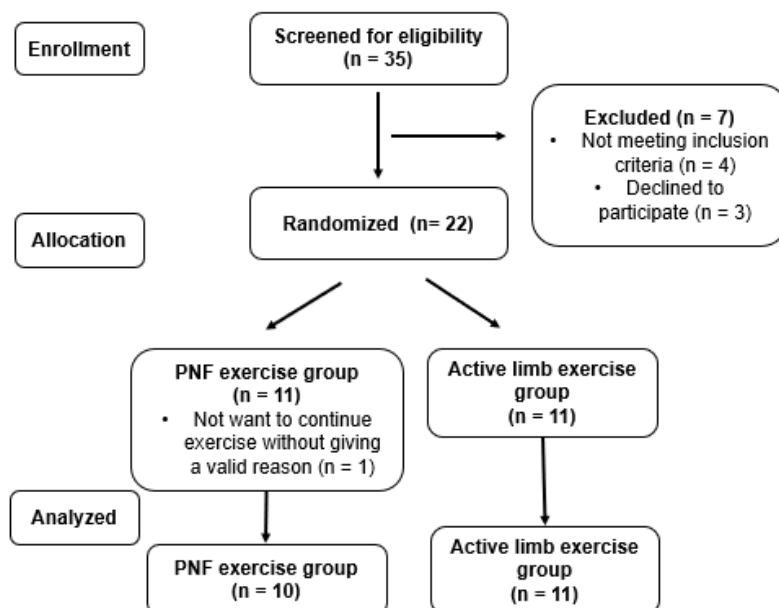 Enrollment
Screened for eligibility
(n = 35)
Excluded (n = 7)
• Not meeting inclusion
criteria (n = 4)
• Declined to
participate (n = 3)
Allocation
Randomized (n= 22)
PNF exercise group
(n = 11)
• Not want to continue
exercise without giving
a valid reason (n = 1)
Active limb exercise
group
(n = 11)
Analyzed
PNF exercise group
(n = 10)
Active limb exercise
group
(n = 11)